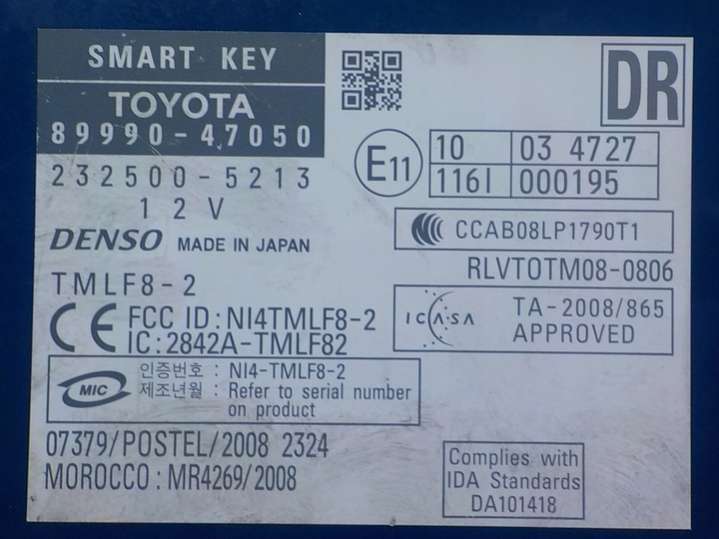 SMART KEY
TOYOTA
89990-47050
232500-5213
12V
DENSO MADE IN JAPAN
TMLF8-2
CE FCC ID : NI4TMLF8-2
IC : 2842A-TMLF82
MIC
인증번호 : NI4-TMLF8-2
제조년월 : Refer to serial number
on product
07379/POSTEL/2008 2324
MOROCCO : MR4269/2008
DR
E11
10 03 4727
116I 000195
CCAB08LP1790T1
RLVTOTM08-0806
ICASA
TA-2008/865
APPROVED
Complies with
IDA Standards
DA101418